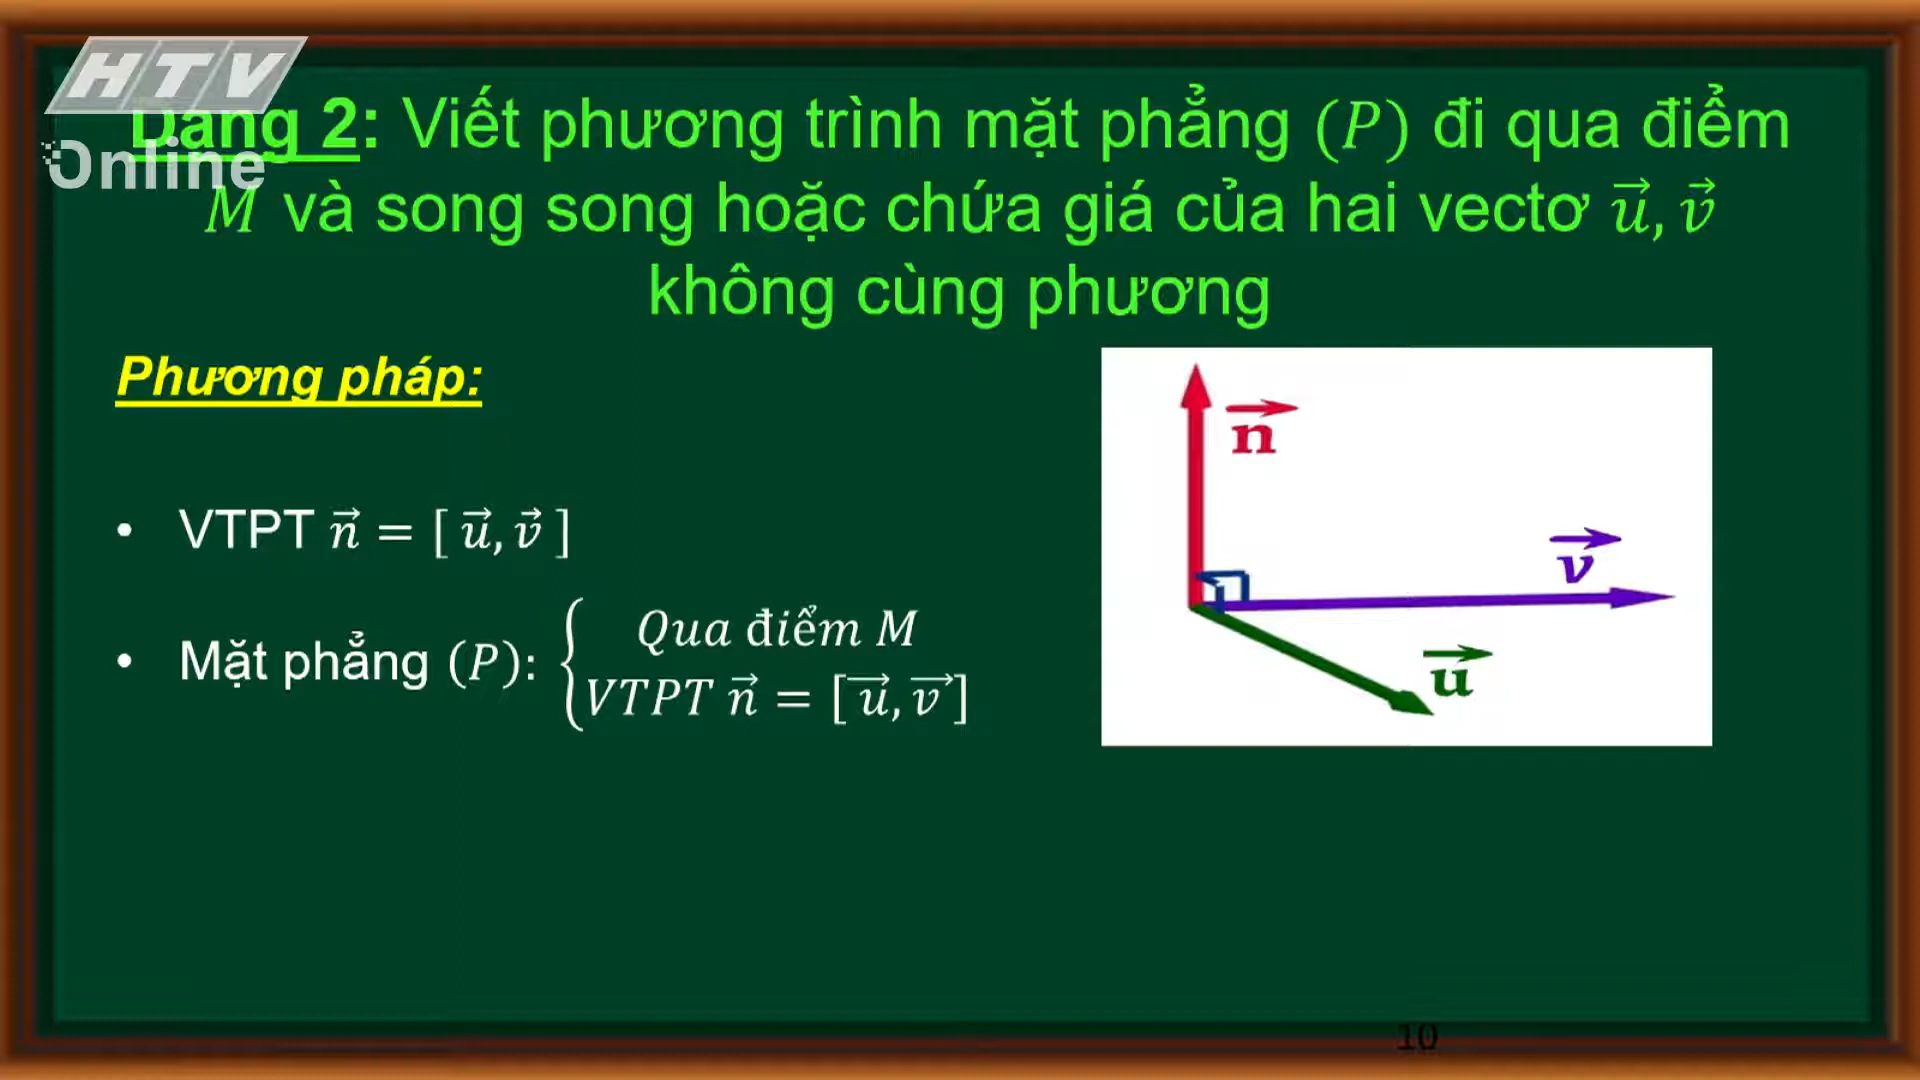 HTV
Online
Dạng 2: Viết phương trình mặt phẳng (P) đi qua điểm
M và song song hoặc chứa giá của hai vectơ u⃗, v⃗
không cùng phương
Phương pháp:
• VTPT n⃗ = [ u⃗, v⃗ ]
• Mặt phẳng (P): { Qua điểm M
VTPT n⃗ = [ u⃗, v⃗ ]
n⃗
v⃗
u⃗
10